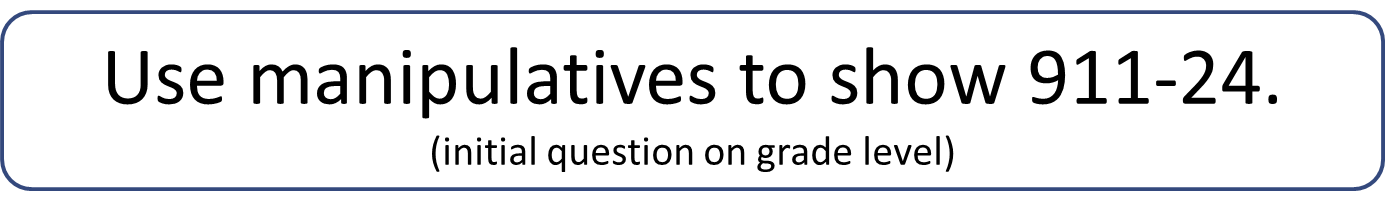 Use manipulatives to show 911-24.
(initial question on grade level)